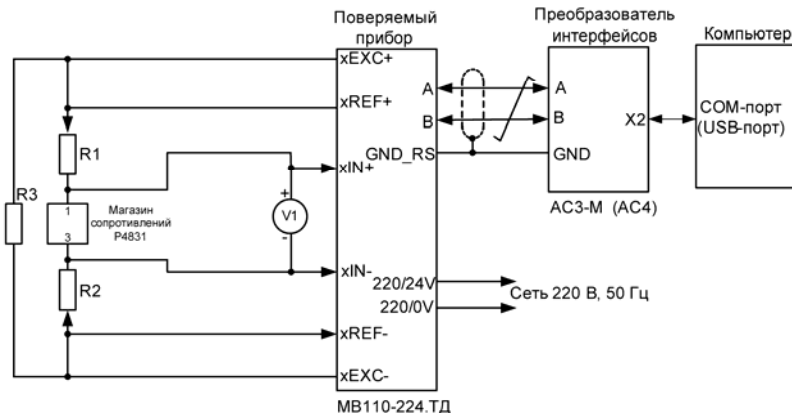 Поверяемый
прибор
Преобразователь
интерфейсов
Компьютер
xEXC+
xREF+
A
B
A
B
X2
COM-порт
(USB-порт)
GND_RS
GND
R1
xIN+
R3
1
3
Магазин
сопротивлений
Р4831
+
V1
-
АС3-М (АС4)
xIN-
R2
220/24V
220/0V
Сеть 220 В, 50 Гц
xREF-
xEXC-
МВ110-224.ТД